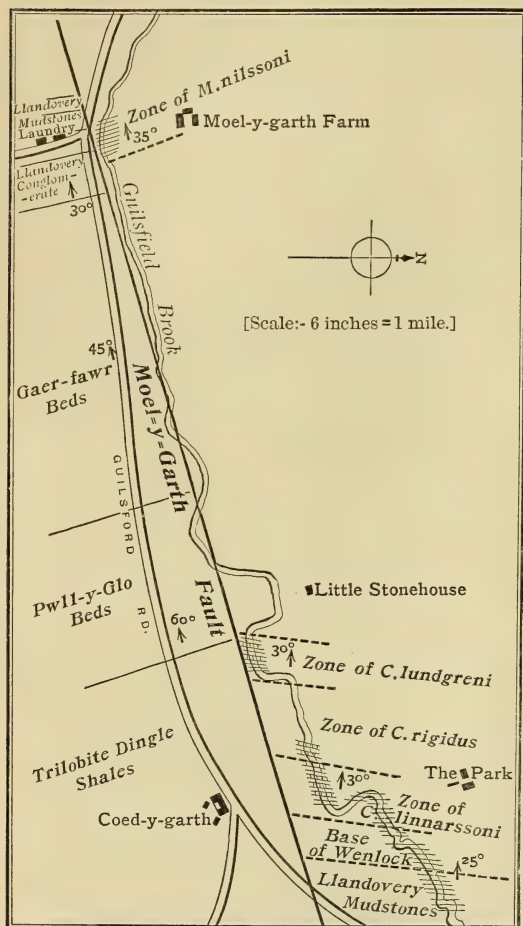 Llandovery
Mudstones
Laundry
Llandovery
Conglom-
erate
30°
Zone of M. nilssoni
35°
Moel-y-garth Farm
Guilsfield
Brook
N
[Scale:- 6 inches = 1 mile.]
45°
Gaer-fawr
Beds
Moel=y=Garth
Fault
GUILSFORD
RD.
Pwll-y-Glo
Beds
60°
Little Stonehouse
30°
Zone of C. lundgreni
Zone of C. rigidus
Trilobite Dingle
Shales
30°
The Park
Coed-y-garth
Zone of
C. linnarssoni
Base
of Wenlock
25°
Llandovery
Mudstones